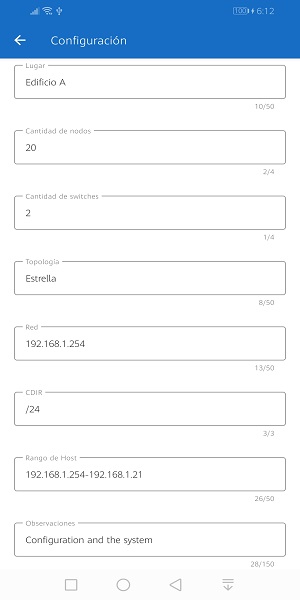 100 6:12
Configuración
Lugar
Edificio A
10/50
Cantidad de nodos
20
2/4
Cantidad de switches
2
1/4
Topología
Estrella
8/50
Red
192.168.1.254
13/50
CDIR
/24
3/3
Rango de Host
192.168.1.254-192.168.1.21
26/50
Observaciones
Configuration and the system
28/150